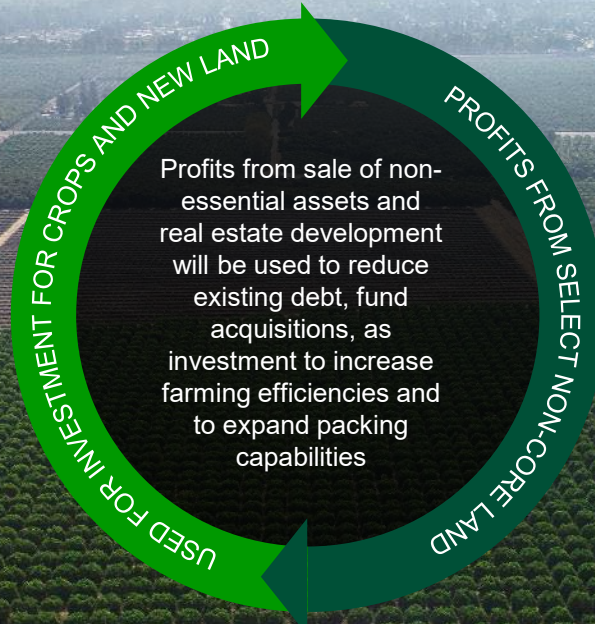 PROFITS FROM SELECT NON-CORE LAND
USED FOR INVESTMENT FOR CROPS AND NEW LAND
Profits from sale of non-
essential assets and
real estate development
will be used to reduce
existing debt, fund
acquisitions, as
investment to increase
farming efficiencies and
to expand packing
capabilities